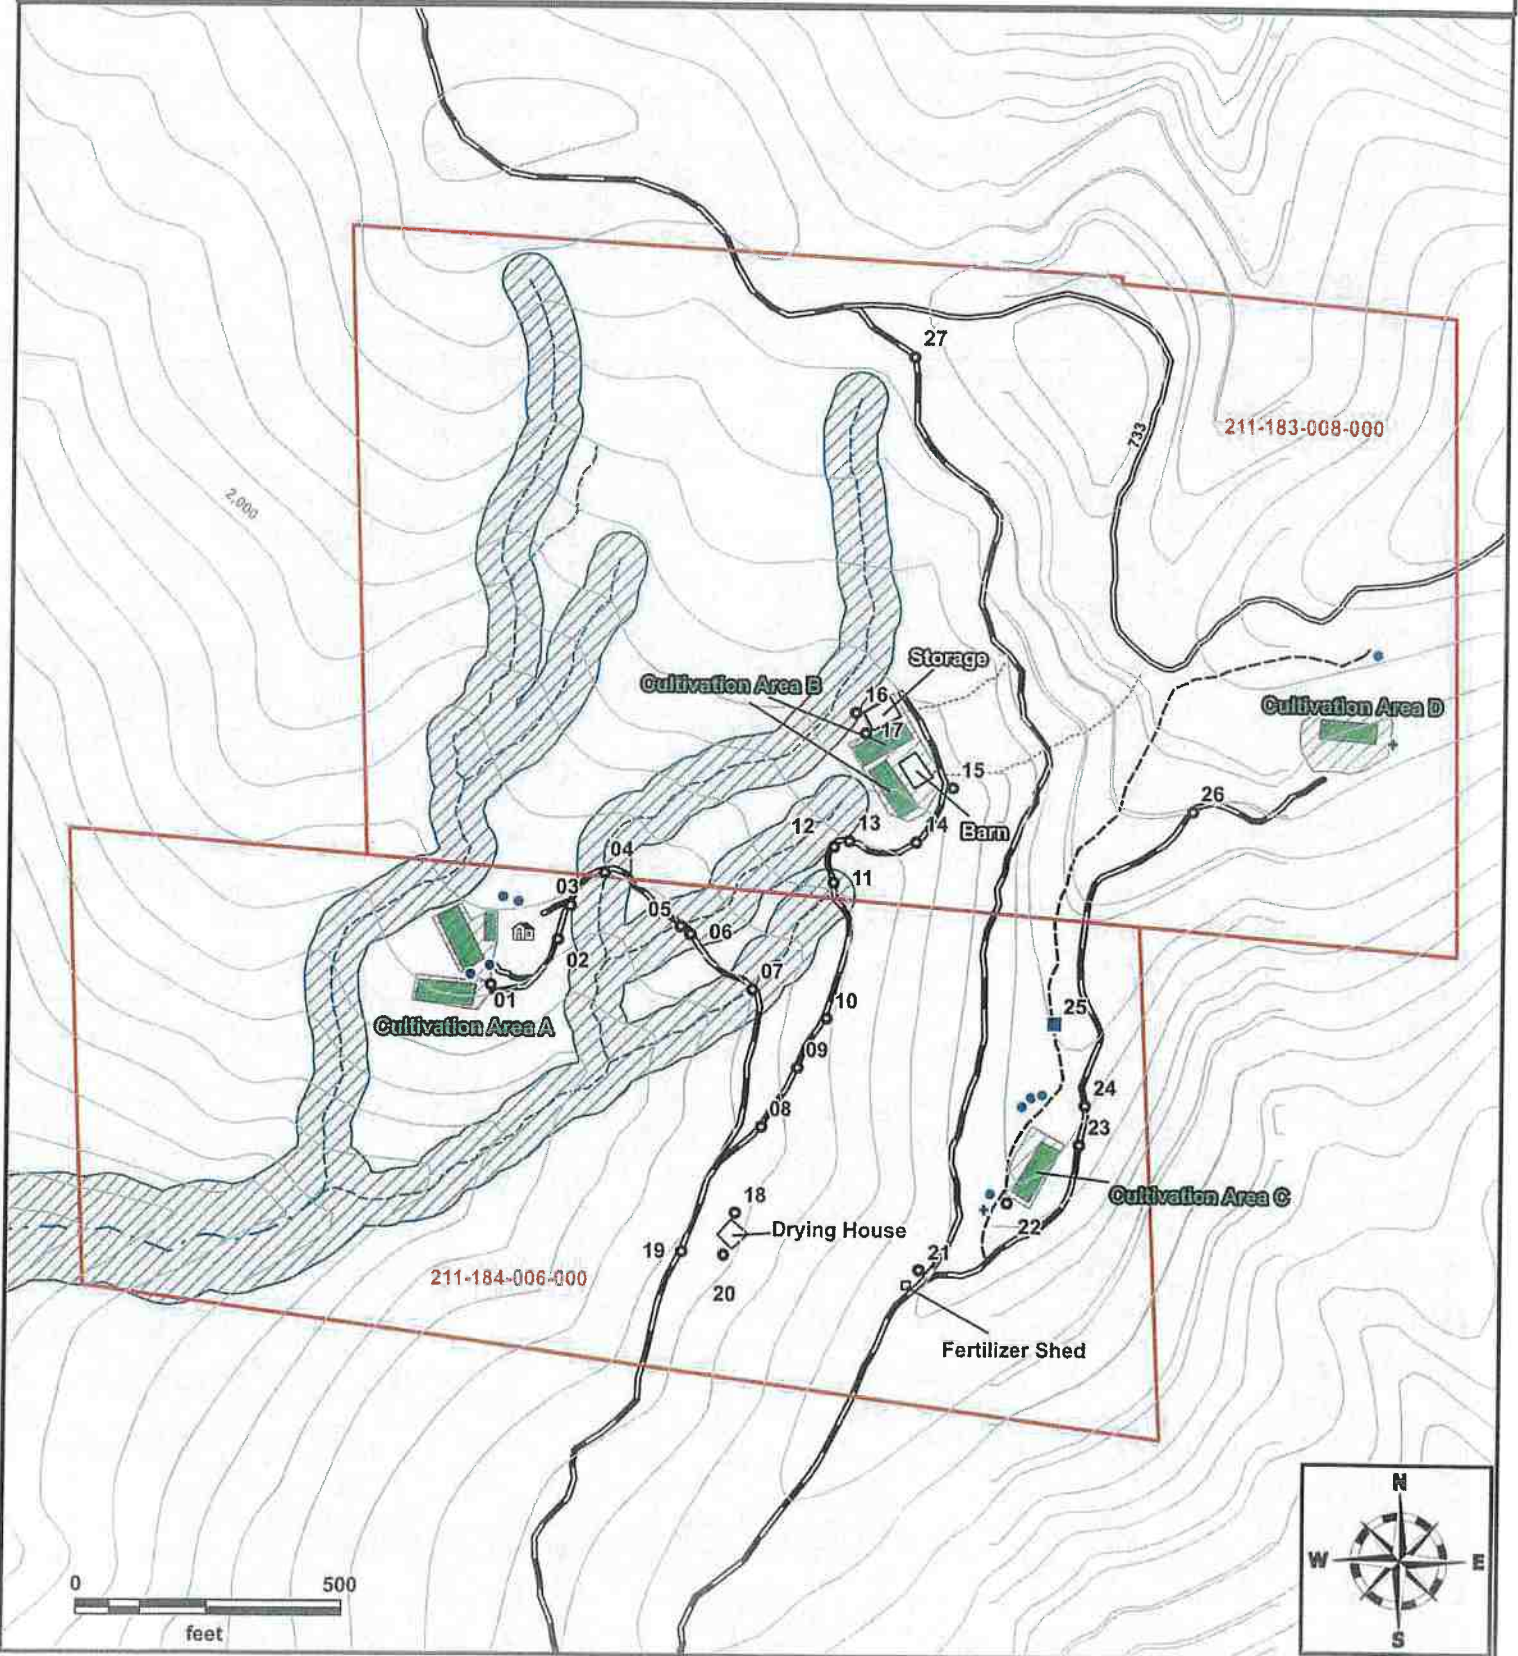 27
211-183-008-000
733
2,000
Storage
Cultivation Area B
16
17
Cultivation Area D
15
26
12
13
14
Barn
04
03
11
05
06
02
07
01
10
25
Cultivation Area A
09
24
08
23
18
Cultivation Area C
Drying House
22
19
21
211-184-006-000
20
Fertilizer Shed
N
W
E
S
0
500
feet